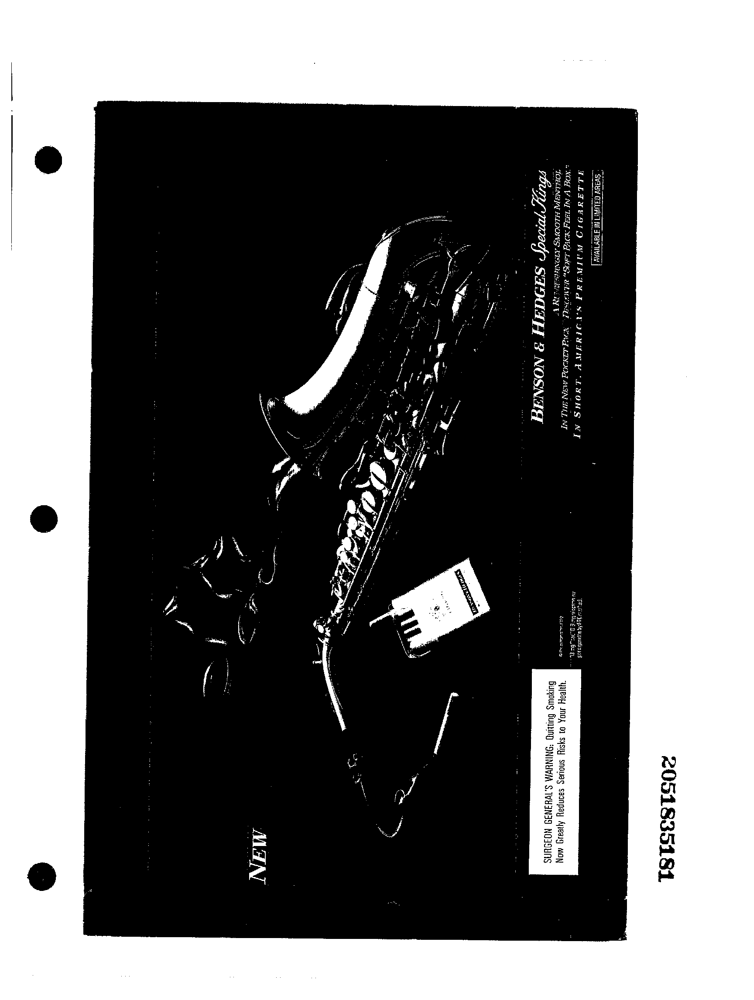 NEW
BENSON & HEDGES Special Kings
A REFRESHINGLY SMOOTH MENTHOL
IN THE NEW POCKET PACK. DISCOVER "SOFT PACK FEEL IN A BOX."
IN SHORT, AMERICA'S PREMIUM CIGARETTE
AVAILABLE IN LIMITED AREAS
SURGEON GENERAL'S WARNING: Quitting Smoking
Now Greatly Reduces Serious Risks to Your Health.
2051835181